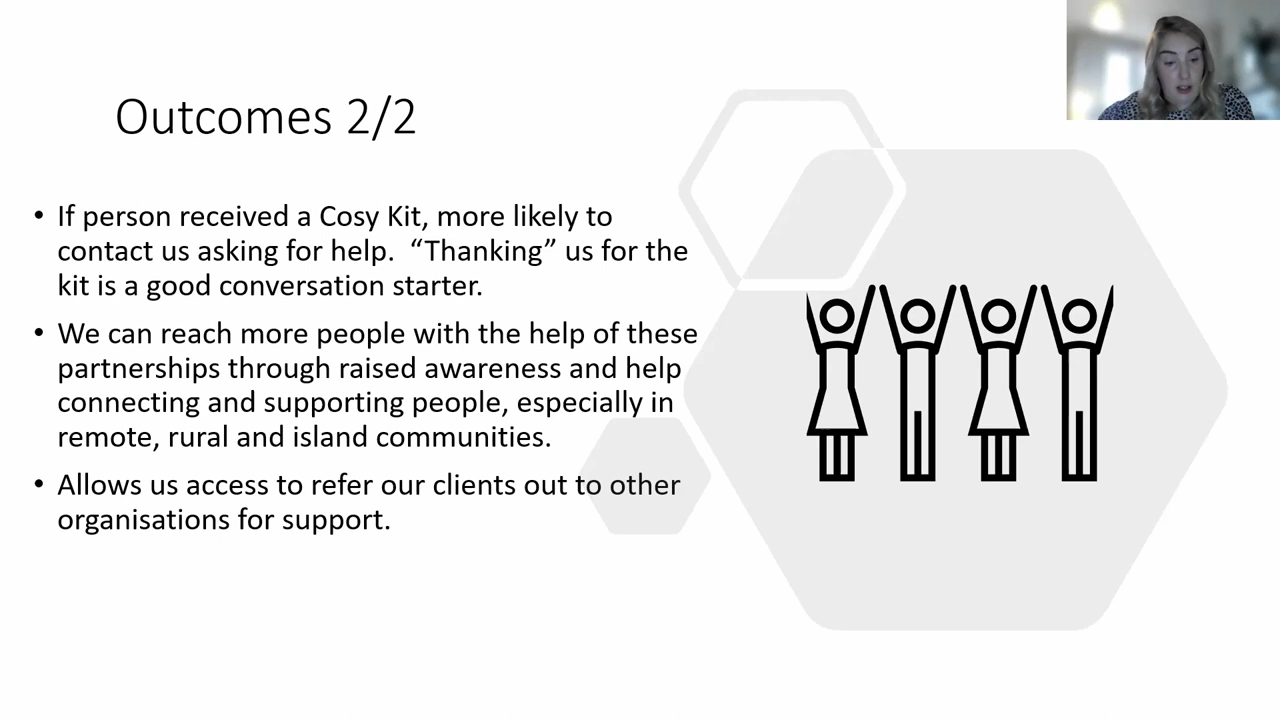 Outcomes 2/2
• If person received a Cosy Kit, more likely to
contact us asking for help.  “Thanking” us for the
kit is a good conversation starter.
• We can reach more people with the help of these
partnerships through raised awareness and help
connecting and supporting people, especially in
remote, rural and island communities.
• Allows us access to refer our clients out to other
organisations for support.